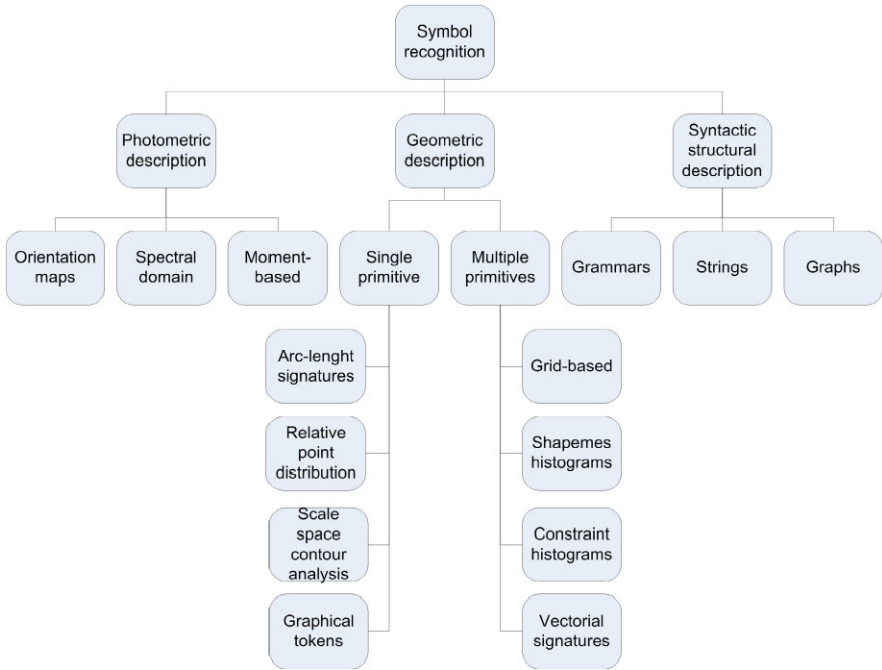 Symbol
recognition
Photometric
description
Geometric
description
Syntactic
structural
description
Orientation
maps
Spectral
domain
Moment-
based
Single
primitive
Multiple
primitives
Grammars
Strings
Graphs
Arc-lenght
signatures
Grid-based
Relative
point
distribution
Shapemes
histograms
Scale
space
contour
analysis
Constraint
histograms
Graphical
tokens
Vectorial
signatures